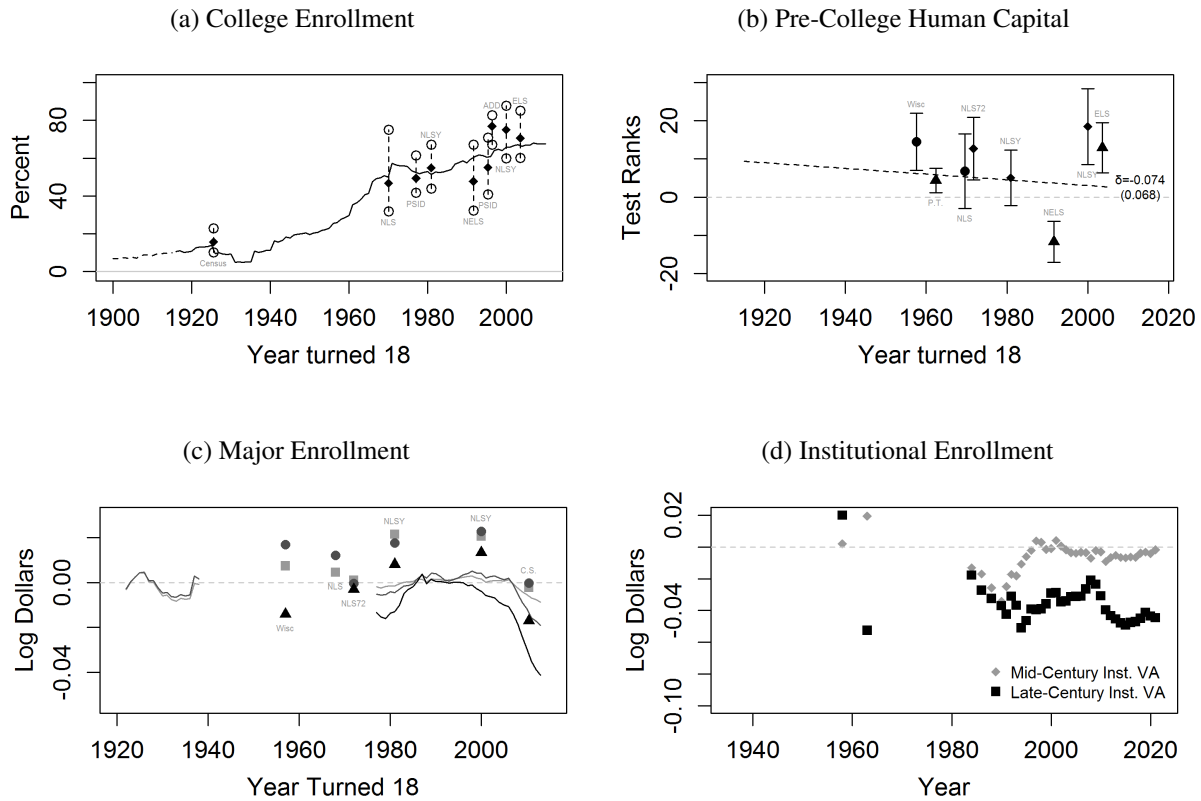 (a) College Enrollment
Percent
0 40 80
1900 1920 1940 1960 1980 2000
Year turned 18
Census
NLS
PSID
NLSY
NELS
PSID
ADD
NLSY
ELS
(b) Pre-College Human Capital
Test Ranks
-20 0 20
1920 1940 1960 1980 2000 2020
Year turned 18
Wisc
P.T.
NLS
NLS72
NLSY
NELS
NLSY
ELS
δ=-0.074
(0.068)
(c) Major Enrollment
Log Dollars
-0.04 0.00
1920 1940 1960 1980 2000
Year Turned 18
Wisc
NLS
NLS72
NLSY
NLSY
C.S.
(d) Institutional Enrollment
Log Dollars
-0.10 -0.04 0.02
1940 1960 1980 2000 2020
Year
Mid-Century Inst. VA
Late-Century Inst. VA